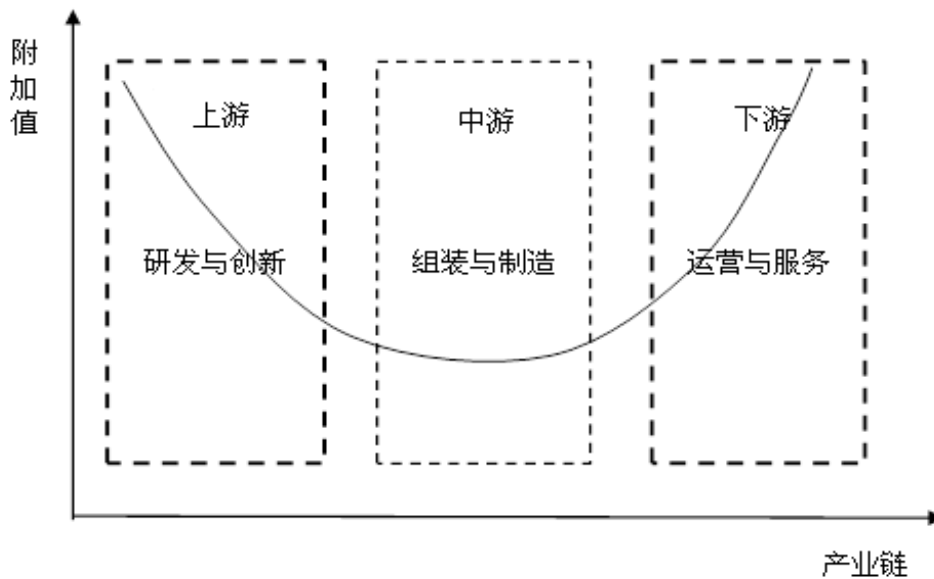 附加值
上游
中游
下游
研发与创新
组装与制造
运营与服务
产业链